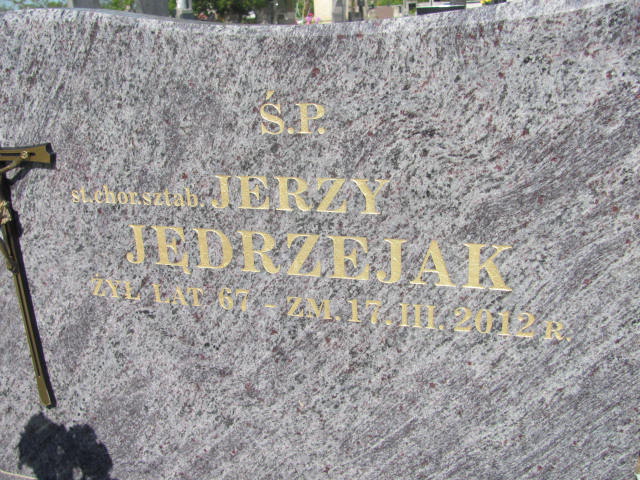 Ś.P.
st.chor.sztab. JERZY
JĘDRZEJAK
ŻYŁ LAT 67 - ZM. 17. III. 2012 R.